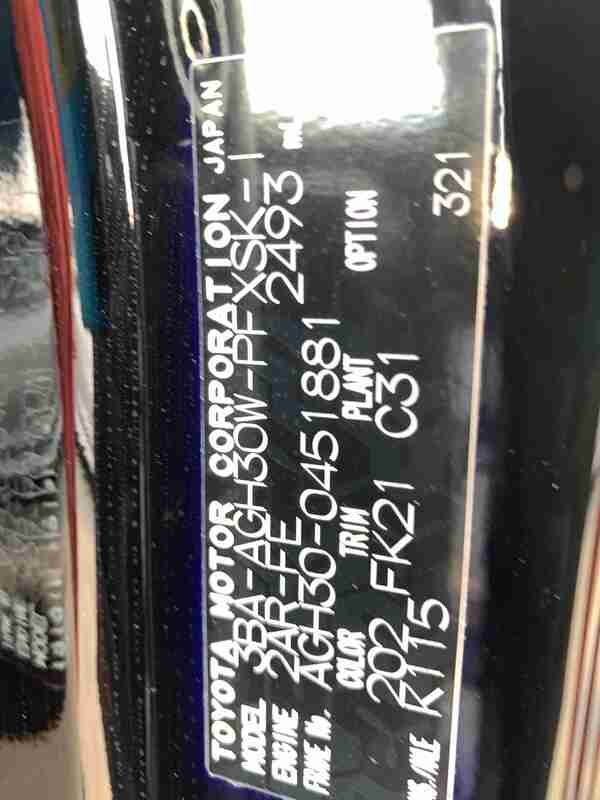 TOYOTA MOTOR CORPORATION JAPAN
MODEL 3BA-AGH30W-PFXSK-
ENGINE 2AR-FE 2493 mL
FRAME No. AGH30-0451881
COLOR TRIM PLANT OPTION
202 FK21 C31 321
R115